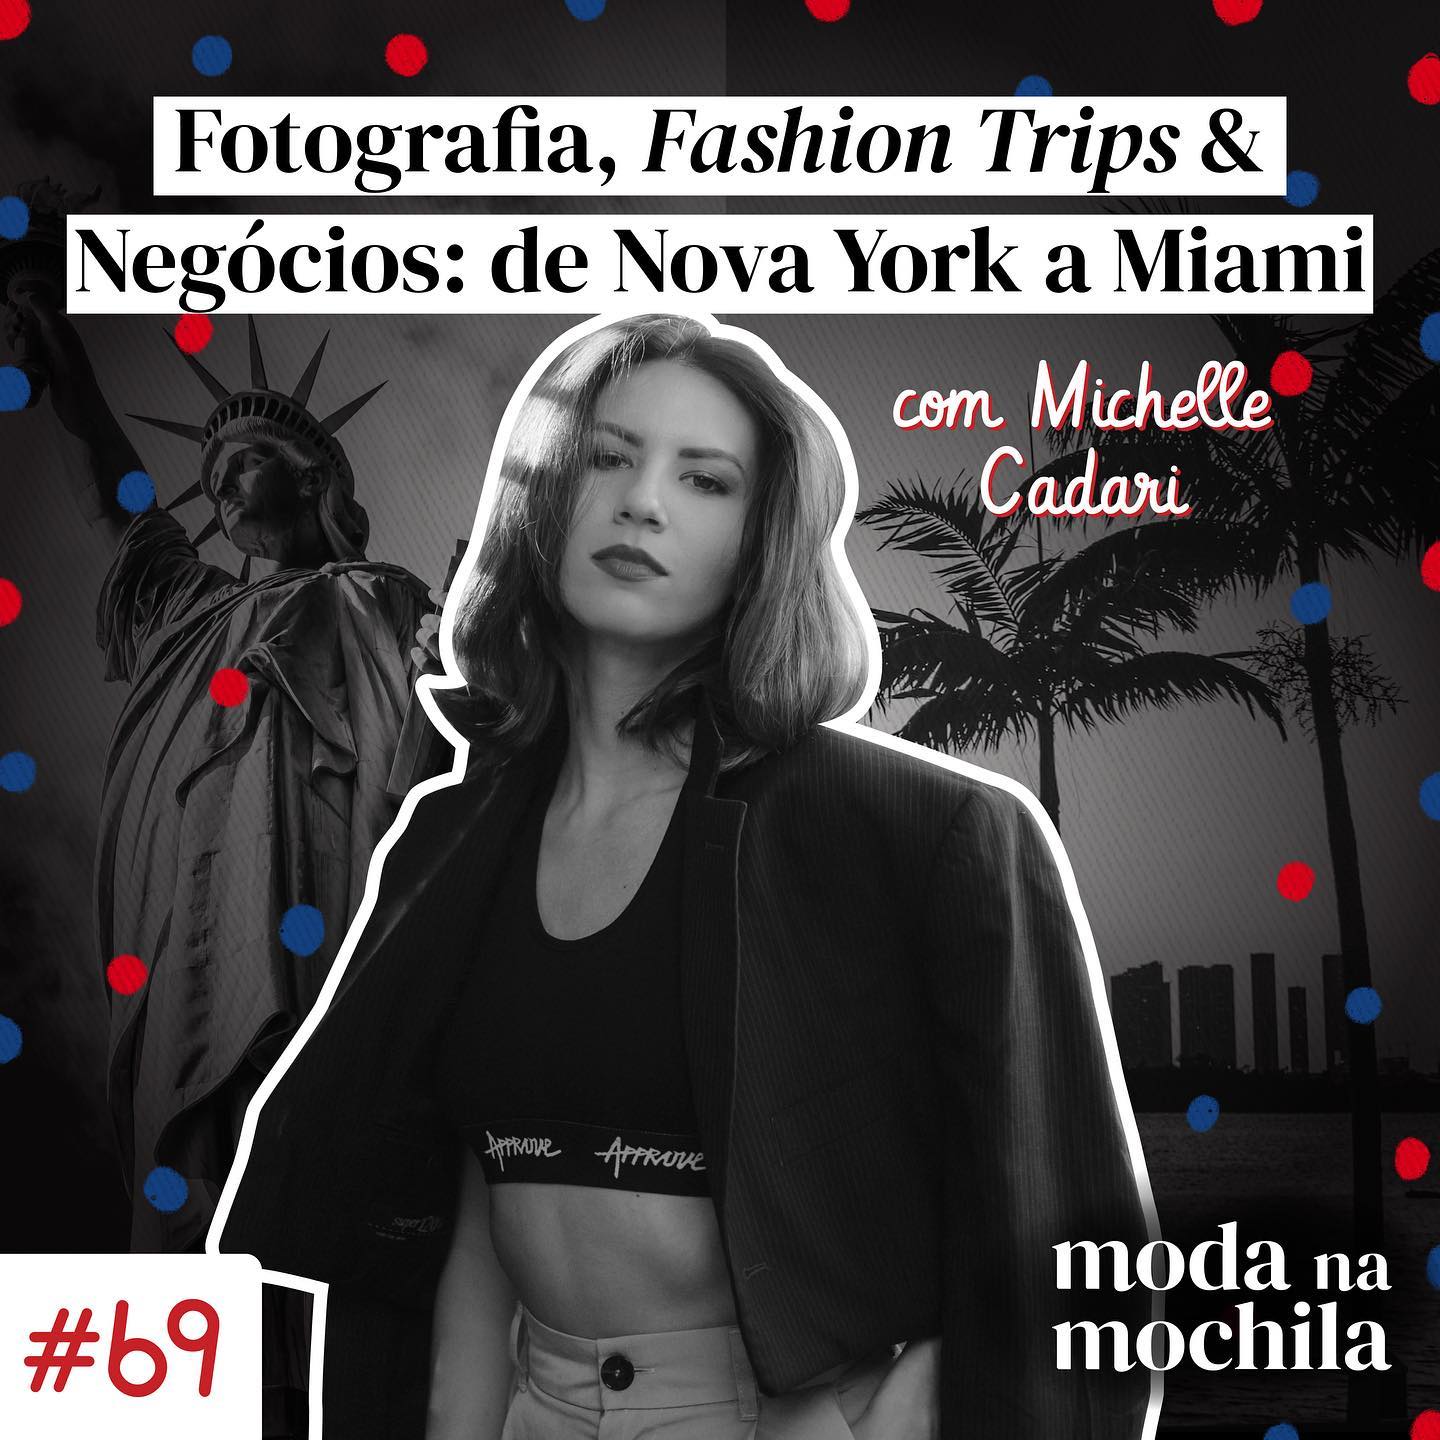 Fotografia, Fashion Trips &
Negócios: de Nova York a Miami
com Michelle
Cadari
APPROVE APPROVE
#69
moda na
mochila